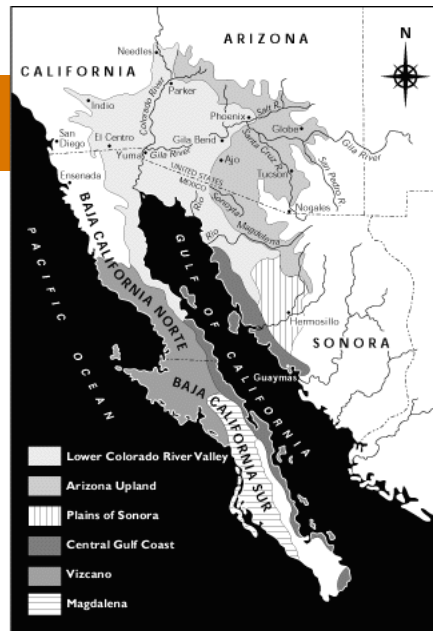 N
ARIZONA
CALIFORNIA
Needles
Parker
Colorado River
Indio
Phoenix
Salt R.
Globe
San
Diego
El Centro
Yuma
Gila Bend
Gila River
Gila River
Santa Cruz R.
San Pedro R.
Ajo
Tucson
Ensenada
UNITED STATES
MEXICO
Nogales
Rio
Sonoyta
Rio
Magdalena
BAJA CALIFORNIA NORTE
GULF OF CALIFORNIA
PACIFIC OCEAN
Hermosillo
SONORA
Guaymas
BAJA CALIFORNIA SUR
Lower Colorado River Valley
Arizona Upland
Plains of Sonora
Central Gulf Coast
Vizcano
Magdalena